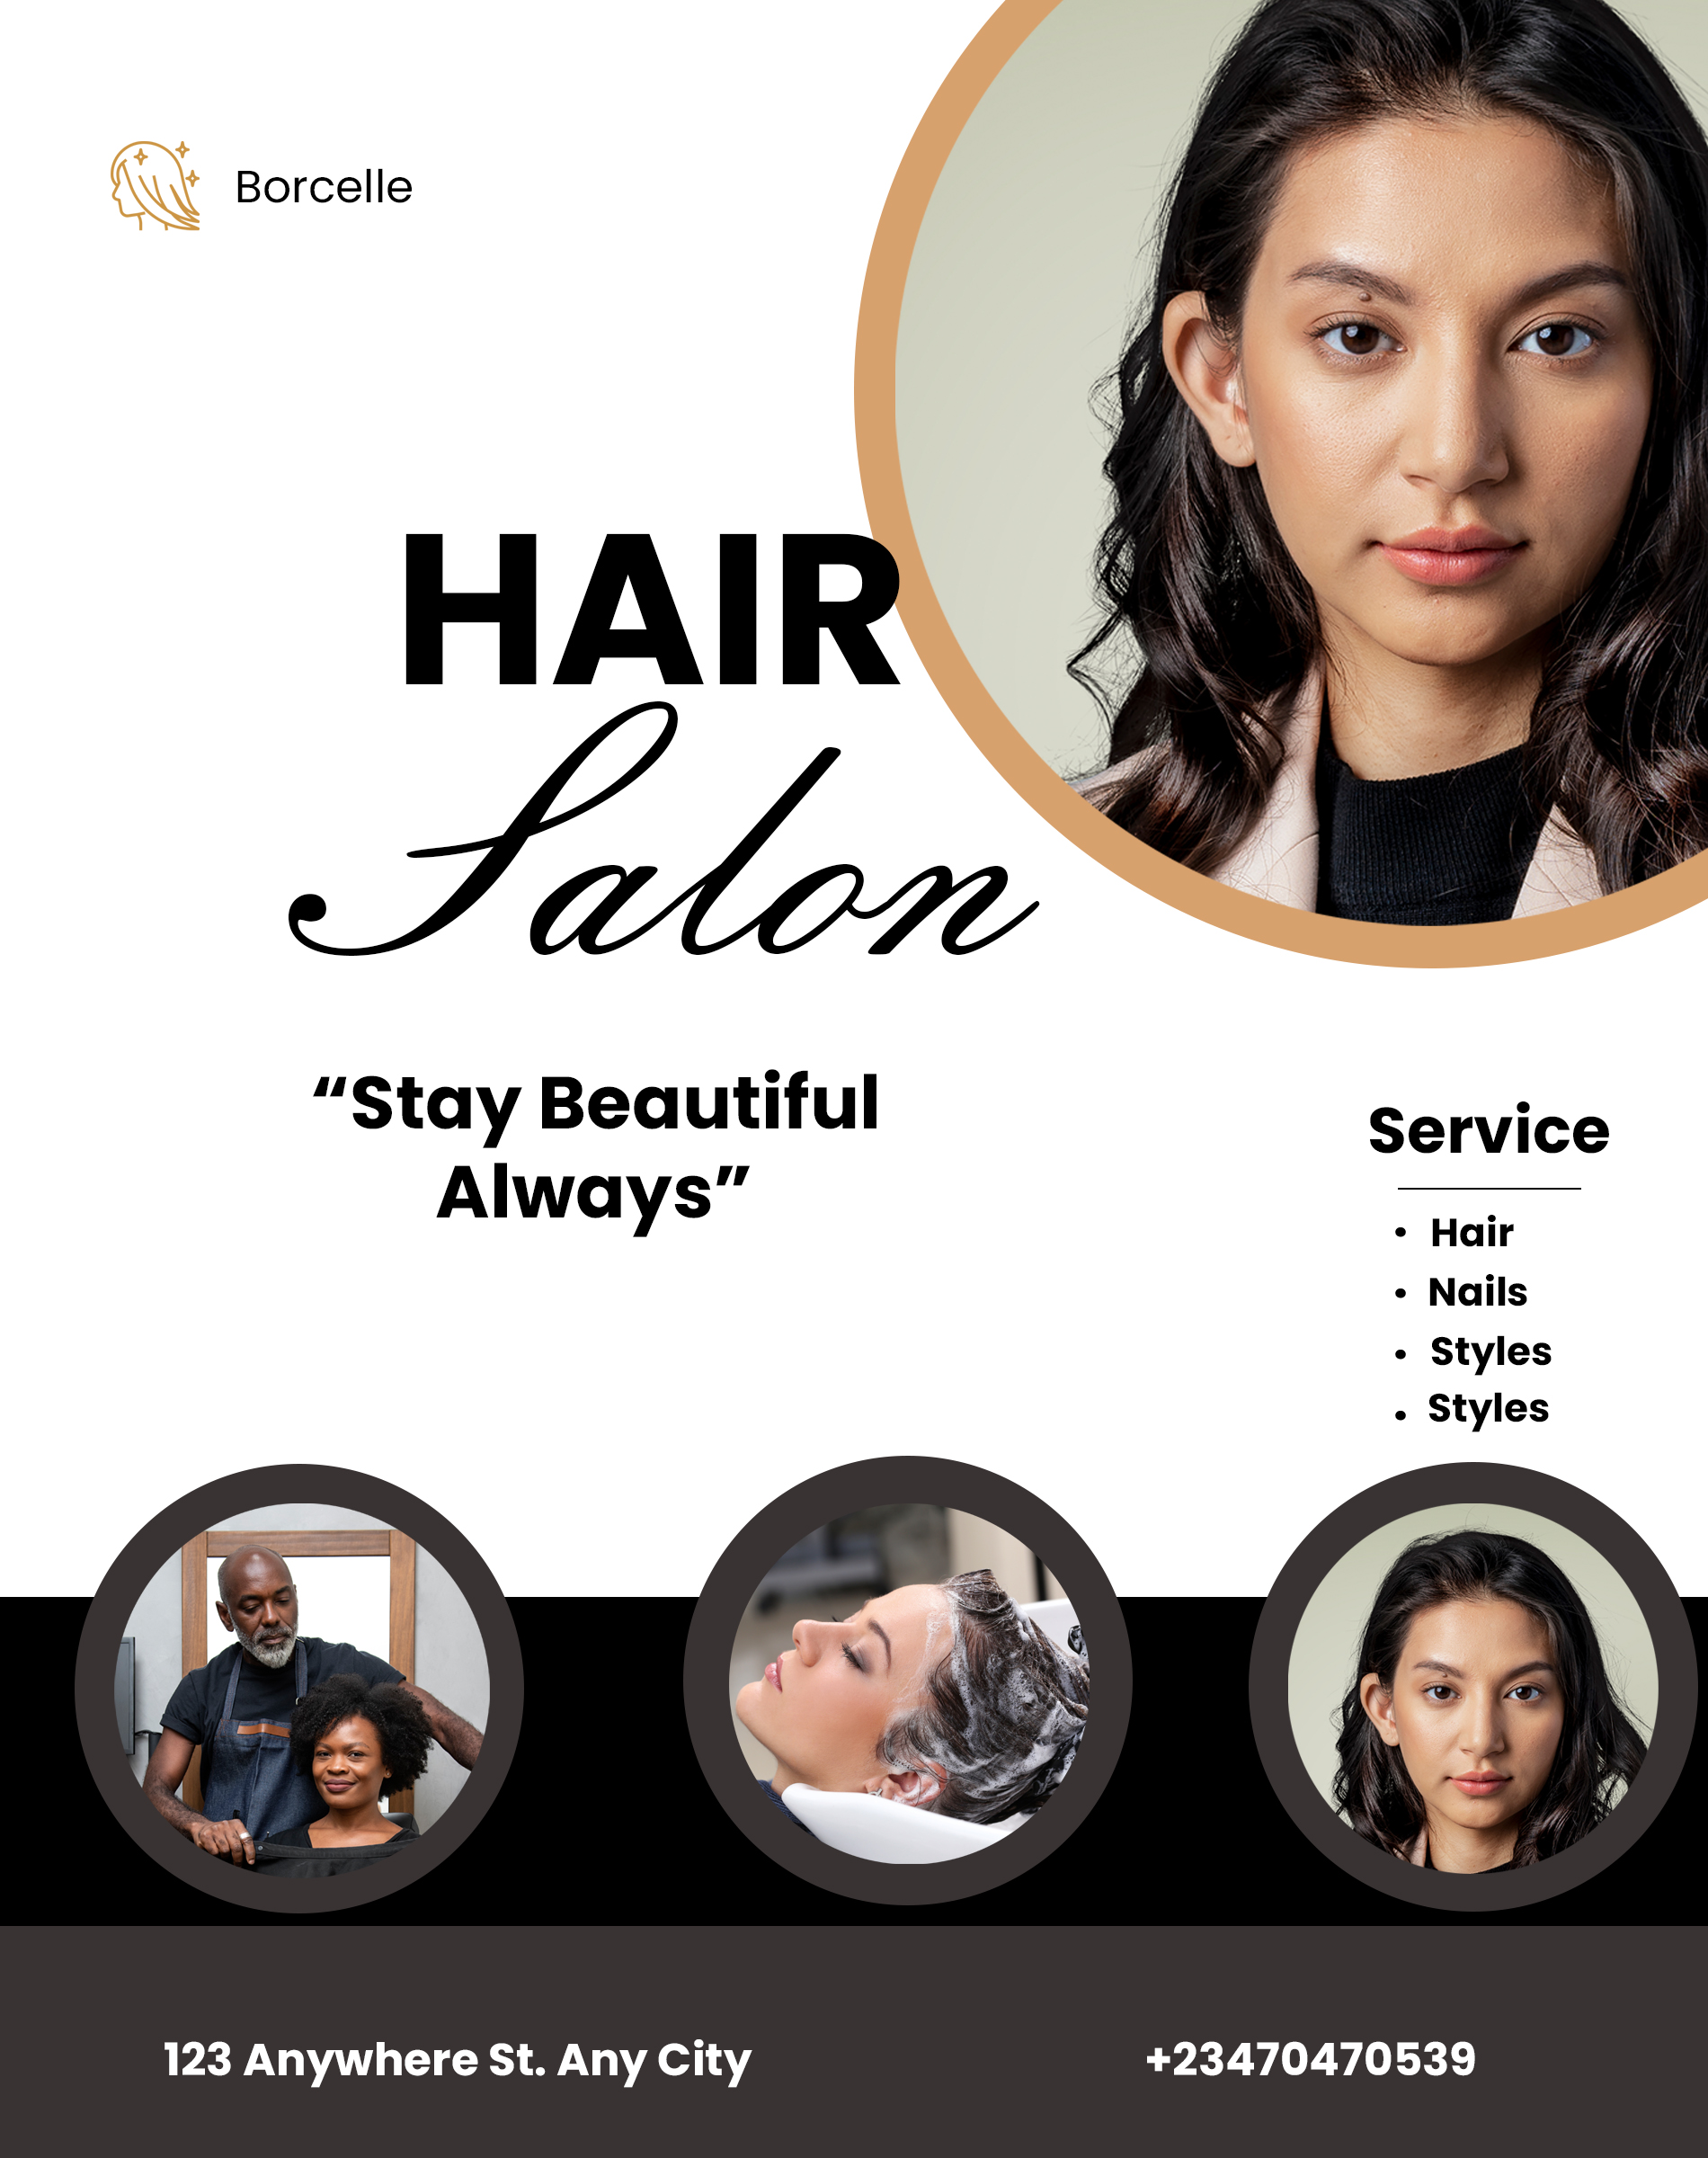 Borcelle
HAIR
Salon
“Stay Beautiful
Always”
Service
• Hair
• Nails
• Styles
• Styles
123 Anywhere St. Any City
+23470470539